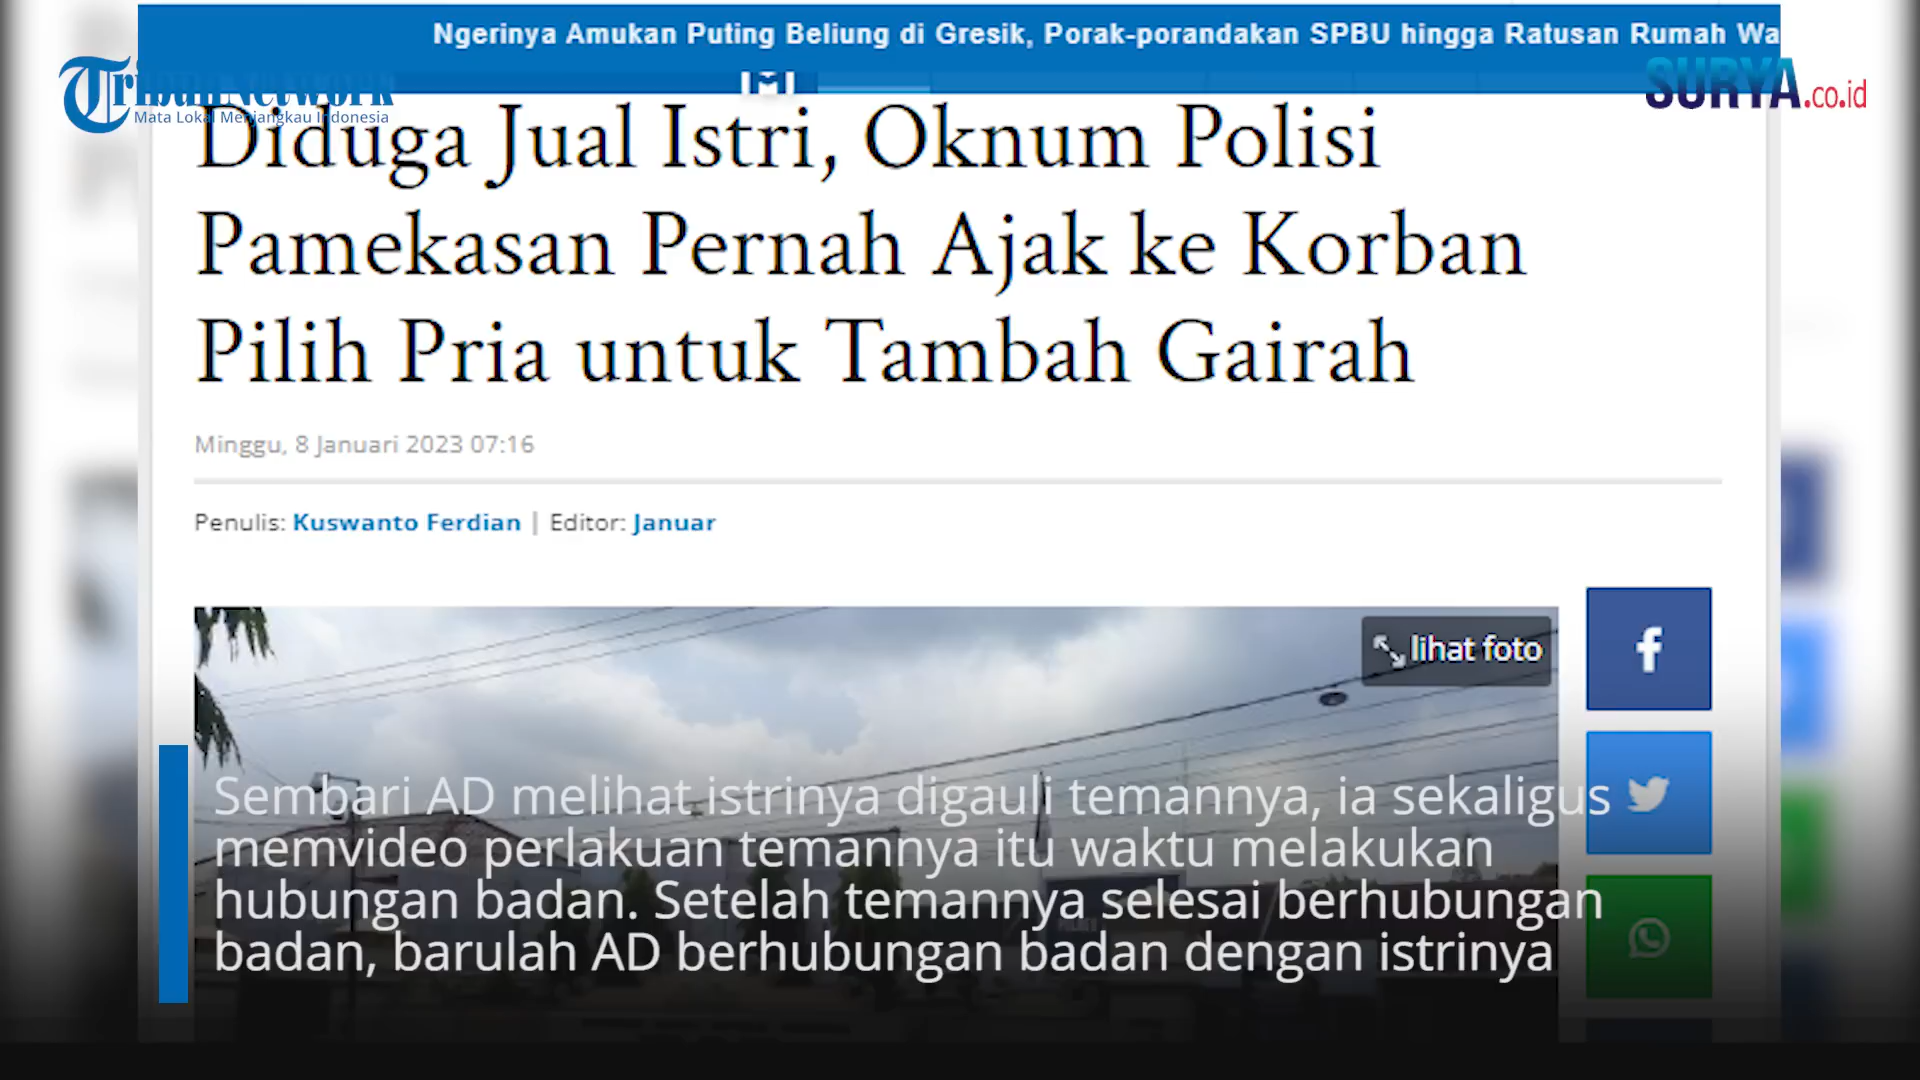 Ngerinya Amukan Puting Beliung di Gresik, Porak-porandakan SPBU hingga Ratusan Rumah Wa
Tribun Network
Mata Lokal Menjangkau Indonesia
SURYA.co.id
Diduga Jual Istri, Oknum Polisi
Pamekasan Pernah Ajak ke Korban
Pilih Pria untuk Tambah Gairah
Minggu, 8 Januari 2023 07:16
Penulis: Kuswanto Ferdian | Editor: Januar
lihat foto
Sembari AD melihat istrinya digauli temannya, ia sekaligus
memvideo perlakuan temannya itu waktu melakukan
hubungan badan. Setelah temannya selesai berhubungan
badan, barulah AD berhubungan badan dengan istrinya